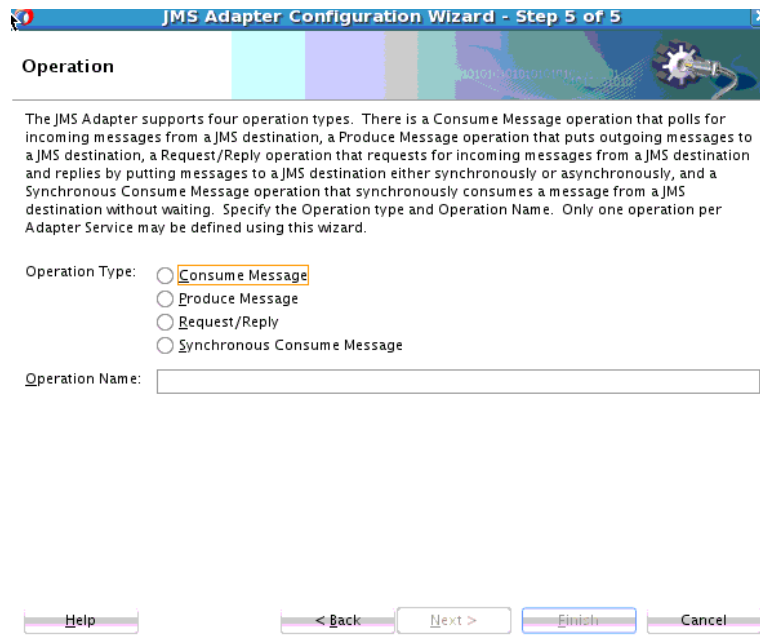 JMS Adapter Configuration Wizard - Step 5 of 5
Operation
The JMS Adapter supports four operation types. There is a Consume Message operation that polls for
incoming messages from a JMS destination, a Produce Message operation that puts outgoing messages to
a JMS destination, a Request/Reply operation that requests for incoming messages from a JMS destination
and replies by putting messages to a JMS destination either synchronously or asynchronously, and a
Synchronous Consume Message operation that synchronously consumes a message from a JMS
destination without waiting. Specify the Operation type and Operation Name. Only one operation per
Adapter Service may be defined using this wizard.
Operation Type:
Consume Message
Produce Message
Request/Reply
Synchronous Consume Message
Operation Name:
Help
< Back
Next >
Finish
Cancel